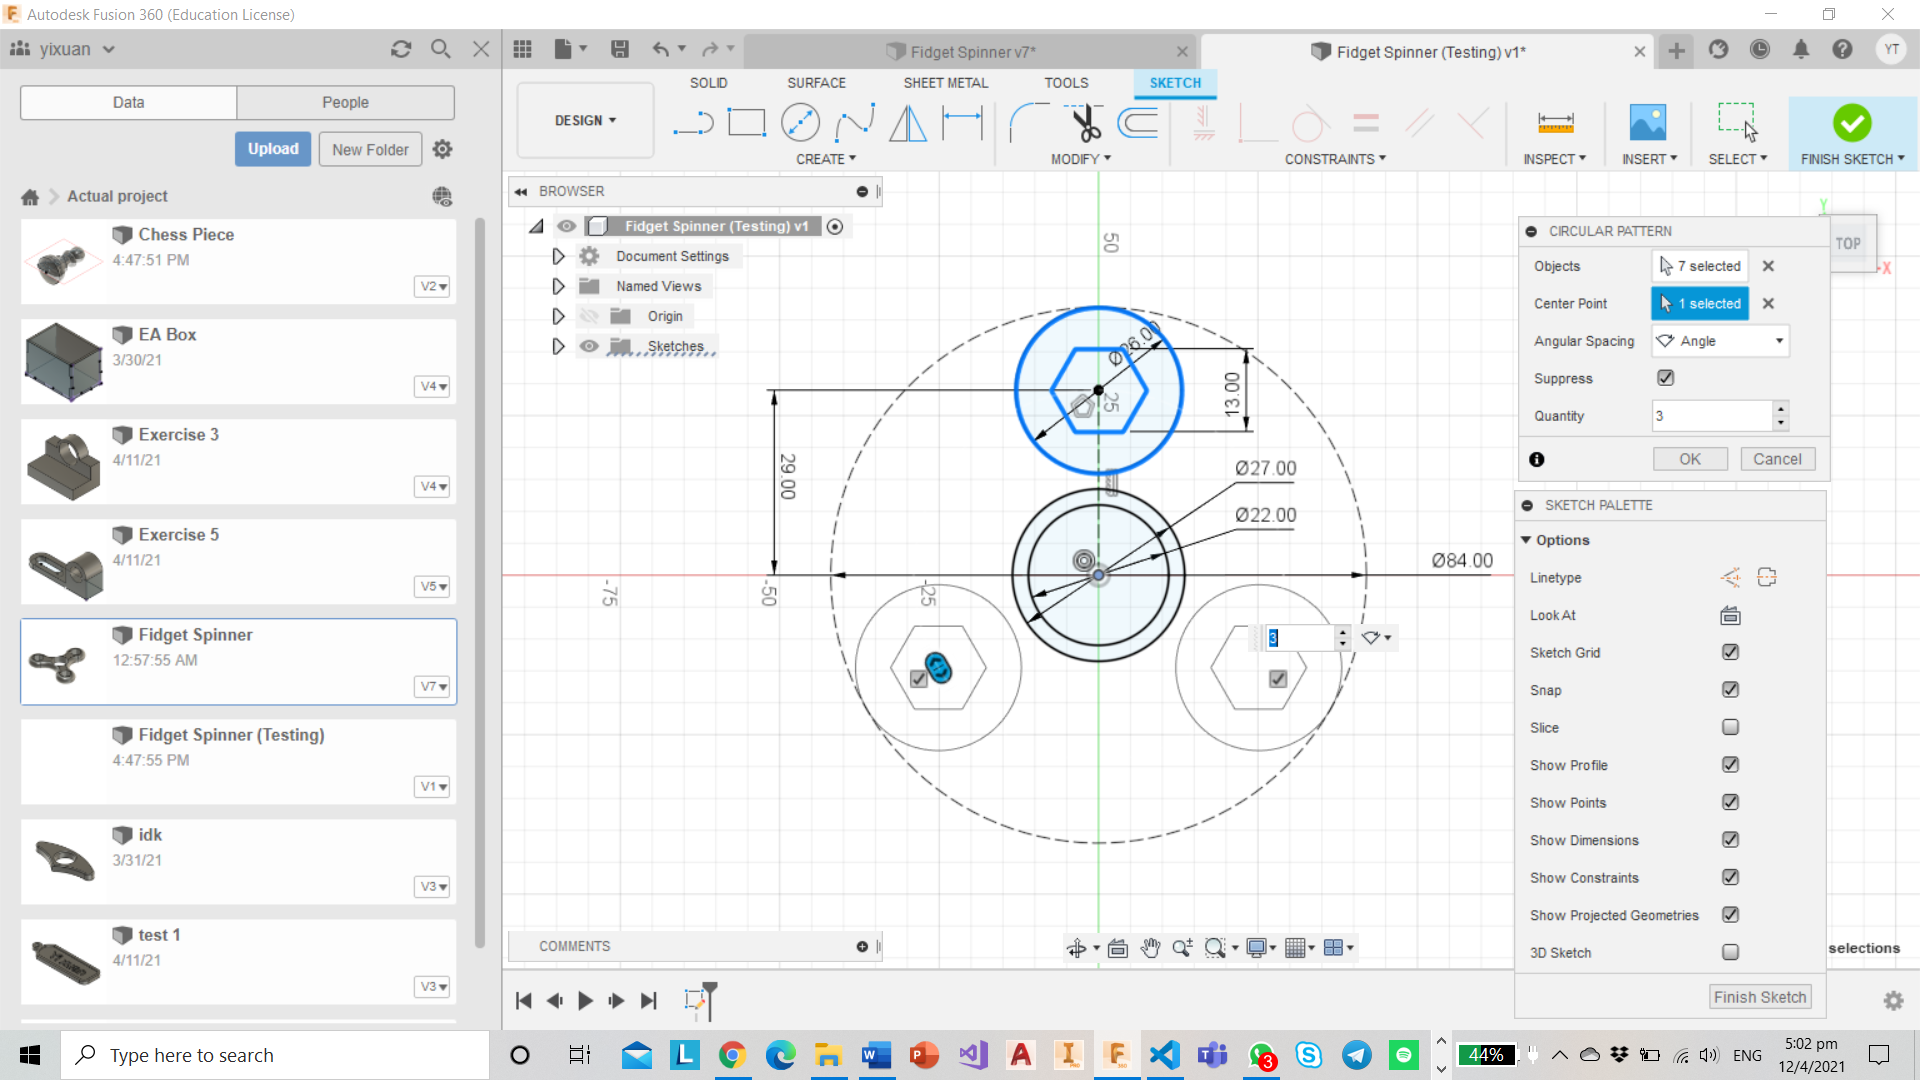 Autodesk Fusion 360 (Education License)
yixuan
Fidget Spinner v7*
Fidget Spinner (Testing) v1*
YT
Data
People
Upload
New Folder
Actual project
Chess Piece
4:47:51 PM
V2
EA Box
3/30/21
V4
Exercise 3
4/11/21
V4
Exercise 5
4/11/21
V5
Fidget Spinner
12:57:55 AM
V7
Fidget Spinner (Testing)
4:47:55 PM
V1
idk
3/31/21
V3
test 1
4/11/21
V3
SOLID
SURFACE
SHEET METAL
TOOLS
SKETCH
DESIGN
CREATE
MODIFY
CONSTRAINTS
INSPECT
INSERT
SELECT
FINISH SKETCH
BROWSER
Fidget Spinner (Testing) v1
Document Settings
Named Views
Origin
Sketches
50
Ø26.00
25
13.00
29.00
Ø27.00
Ø22.00
Ø84.00
-75
-50
-25
3
Y
TOP
X
CIRCULAR PATTERN
Objects
7 selected
Center Point
1 selected
Angular Spacing
Angle
Suppress
Quantity
3
OK
Cancel
SKETCH PALETTE
Options
Linetype
Look At
Sketch Grid
Snap
Slice
Show Profile
Show Points
Show Dimensions
Show Constraints
Show Projected Geometries
3D Sketch
Finish Sketch
selections
COMMENTS
Type here to search
3
44%
ENG
5:02 pm
12/4/2021